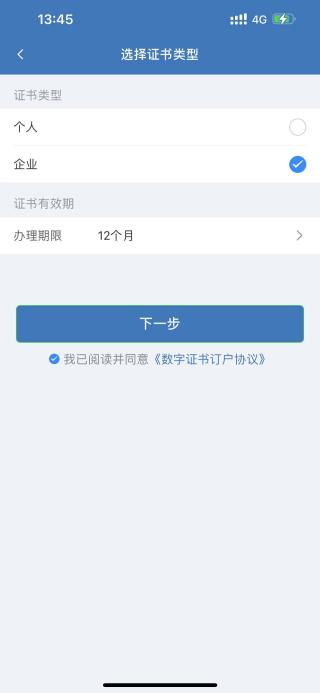 13:45
4G
选择证书类型
证书类型
个人
企业
证书有效期
办理期限 12个月
下一步
我已阅读并同意《数字证书订户协议》